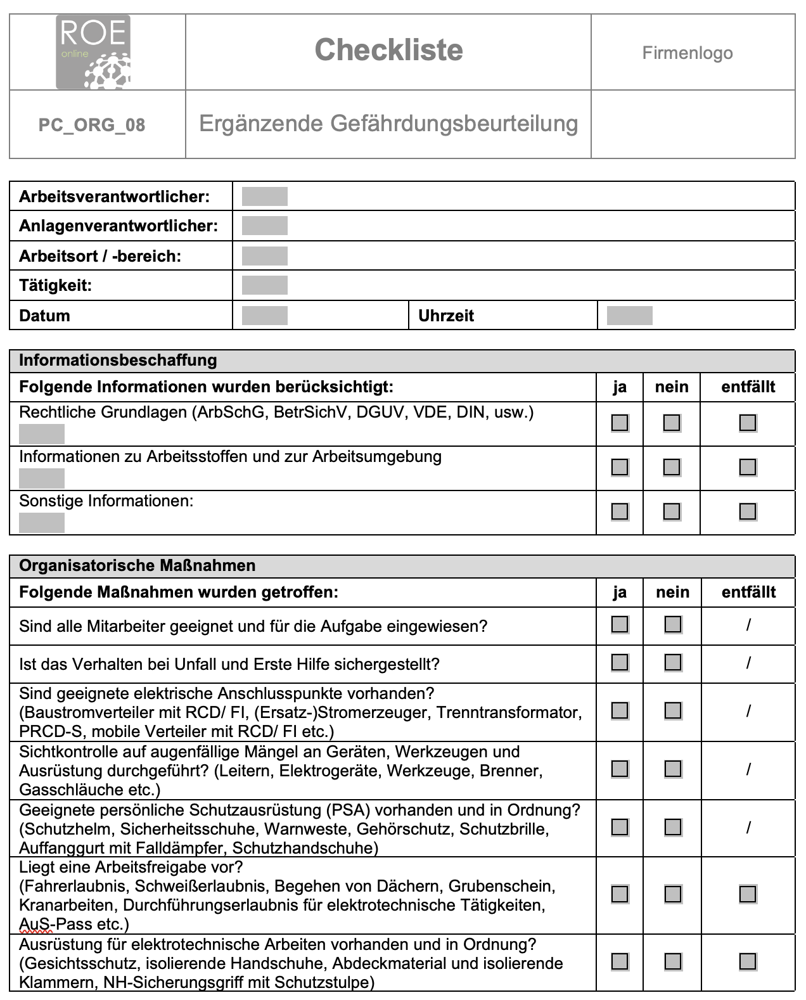 ROE
online
Checkliste
Firmenlogo
PC_ORG_08
Ergänzende Gefährdungsbeurteilung
Arbeitsverantwortlicher:
Anlagenverantwortlicher:
Arbeitsort / -bereich:
Tätigkeit:
Datum
Uhrzeit
Informationsbeschaffung
Folgende Informationen wurden berücksichtigt: ja nein entfällt
Rechtliche Grundlagen (ArbSchG, BetrSichV, DGUV, VDE, DIN, usw.)
Informationen zu Arbeitsstoffen und zur Arbeitsumgebung
Sonstige Informationen:
Organisatorische Maßnahmen
Folgende Maßnahmen wurden getroffen: ja nein entfällt
Sind alle Mitarbeiter geeignet und für die Aufgabe eingewiesen? /
Ist das Verhalten bei Unfall und Erste Hilfe sichergestellt? /
Sind geeignete elektrische Anschlusspunkte vorhanden?
(Baustromverteiler mit RCD/ FI, (Ersatz-)Stromerzeuger, Trenntransformator, /
PRCD-S, mobile Verteiler mit RCD/ FI etc.)
Sichtkontrolle auf augenfällige Mängel an Geräten, Werkzeugen und
Ausrüstung durchgeführt? (Leitern, Elektrogeräte, Werkzeuge, Brenner, /
Gasschläuche etc.)
Geeignete persönliche Schutzausrüstung (PSA) vorhanden und in Ordnung?
(Schutzhelm, Sicherheitsschuhe, Warnweste, Gehörschutz, Schutzbrille, /
Auffanggurt mit Falldämpfer, Schutzhandschuhe)
Liegt eine Arbeitsfreigabe vor?
(Fahrerlaubnis, Schweißerlaubnis, Begehen von Dächern, Grubenschein,
Kranarbeiten, Durchführungserlaubnis für elektrotechnische Tätigkeiten,
AuS-Pass etc.)
Ausrüstung für elektrotechnische Arbeiten vorhanden und in Ordnung?
(Gesichtsschutz, isolierende Handschuhe, Abdeckmaterial und isolierende
Klammern, NH-Sicherungsgriff mit Schutzstulpe)